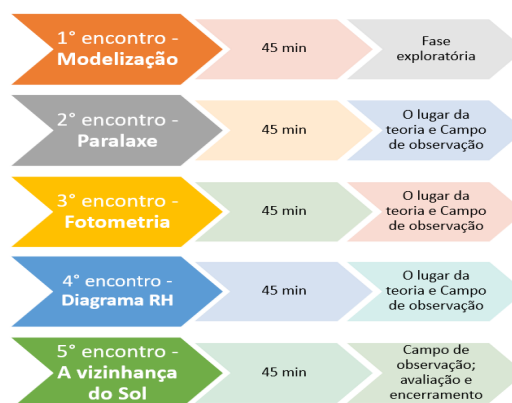 1° encontro -
Modelização
45 min
Fase
exploratória
2° encontro -
Paralaxe
45 min
O lugar da
teoria e Campo
de observação
3° encontro -
Fotometria
45 min
O lugar da
teoria e Campo
de observação
4° encontro -
Diagrama RH
45 min
O lugar da
teoria e Campo
de observação
5° encontro -
A vizinhança
do Sol
45 min
Campo de
observação;
avaliação e
encerramento